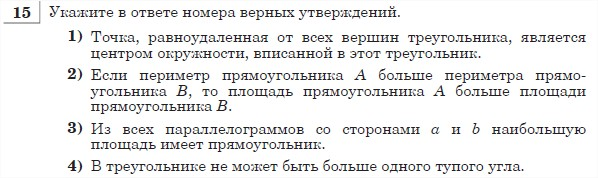 15 Укажите в ответе номера верных утверждений.
1) Точка, равноудаленная от всех вершин треугольника, является
центром окружности, вписанной в этот треугольник.
2) Если периметр прямоугольника A больше периметра прямо-
угольника B, то площадь прямоугольника A больше площади
прямоугольника B.
3) Из всех параллелограммов со сторонами a и b наибольшую
площадь имеет прямоугольник.
4) В треугольнике не может быть больше одного тупого угла.